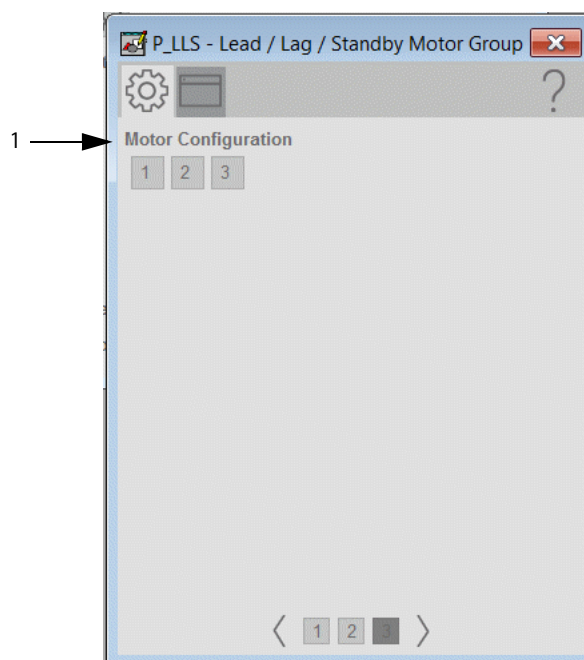 P_LLS - Lead / Lag / Standby Motor Group
?
1
Motor Configuration
1 2 3
< 1 2 3 >